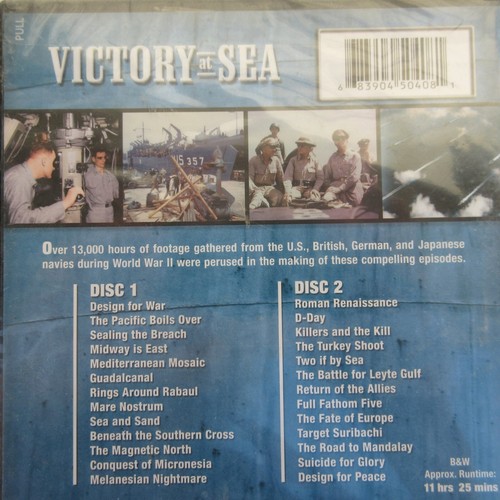 PULL
VICTORY at SEA
6 83904 50408 1
US 357
Over 13,000 hours of footage gathered from the U.S., British, German, and Japanese
navies during World War II were perused in the making of these compelling episodes.
DISC 1
Design for War
The Pacific Boils Over
Sealing the Breach
Midway is East
Mediterranean Mosaic
Guadalcanal
Rings Around Rabaul
Mare Nostrum
Sea and Sand
Beneath the Southern Cross
The Magnetic North
Conquest of Micronesia
Melanesian Nightmare
DISC 2
Roman Renaissance
D-Day
Killers and the Kill
The Turkey Shoot
Two if by Sea
The Battle for Leyte Gulf
Return of the Allies
Full Fathom Five
The Fate of Europe
Target Suribachi
The Road to Mandalay
Suicide for Glory
Design for Peace
B&W
Approx. Runtime:
11 hrs 25 mins